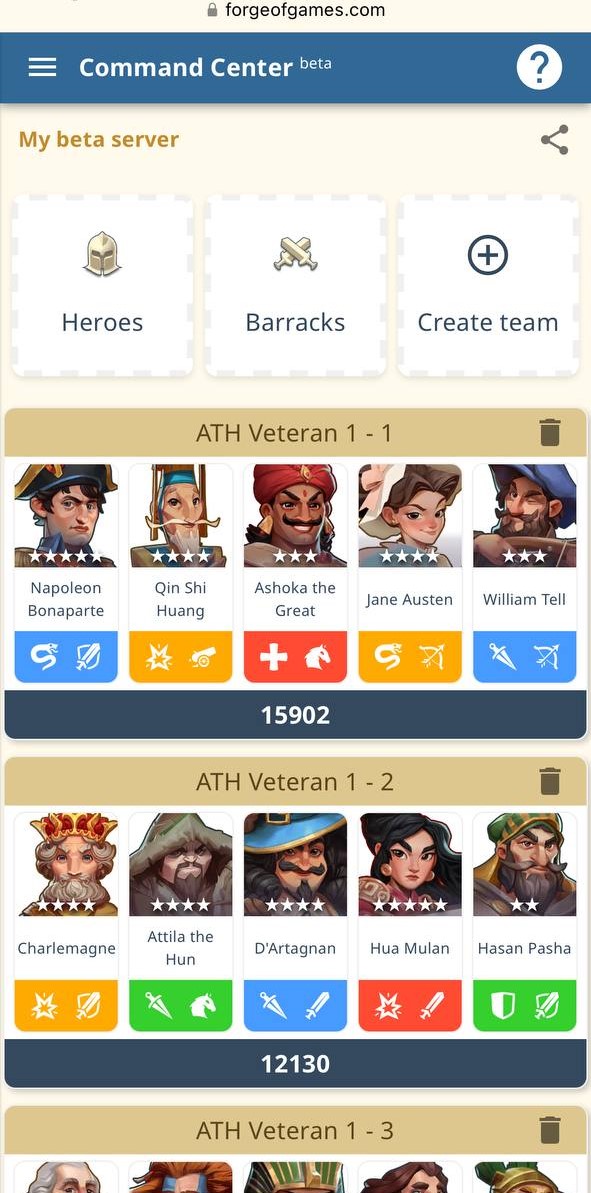 forgeofgames.com
Command Center beta
?
My beta server
Heroes
Barracks
Create team
ATH Veteran 1 - 1
Napoleon
Bonaparte
Qin Shi
Huang
Ashoka the
Great
Jane Austen
William Tell
15902
ATH Veteran 1 - 2
Charlemagne
Attila the
Hun
D'Artagnan
Hua Mulan
Hasan Pasha
12130
ATH Veteran 1 - 3